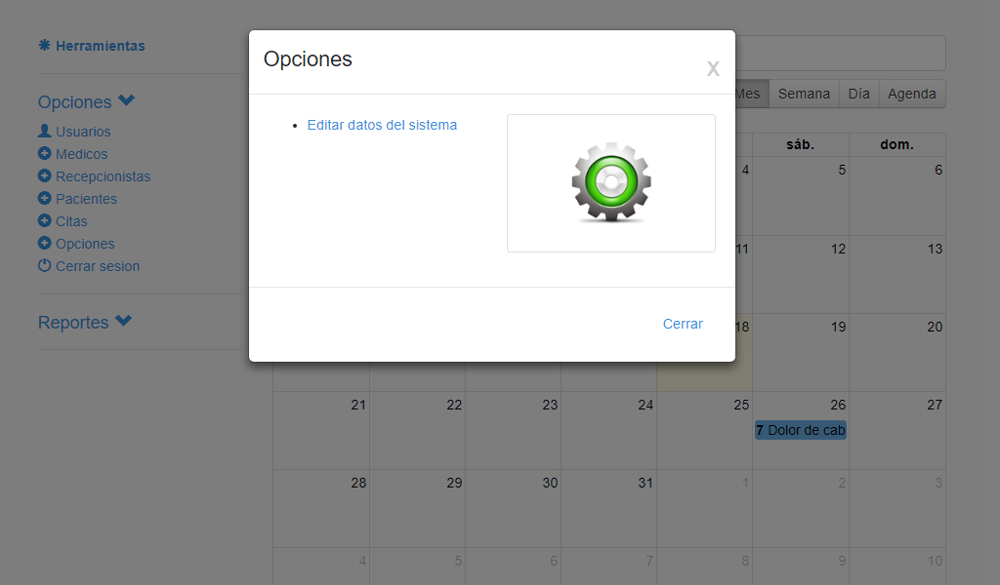 Herramientas
Opciones
Usuarios
Medicos
Recepcionistas
Pacientes
Citas
Opciones
Cerrar sesion
Reportes
Opciones
X
Editar datos del sistema
Cerrar
Mes Semana Día Agenda
sáb. dom.
4 5 6
11 12 13
18 19 20
21 22 23 24 25 26 27
7 Dolor de cab
28 29 30 31 1 2 3
4 5 6 7 8 9 10